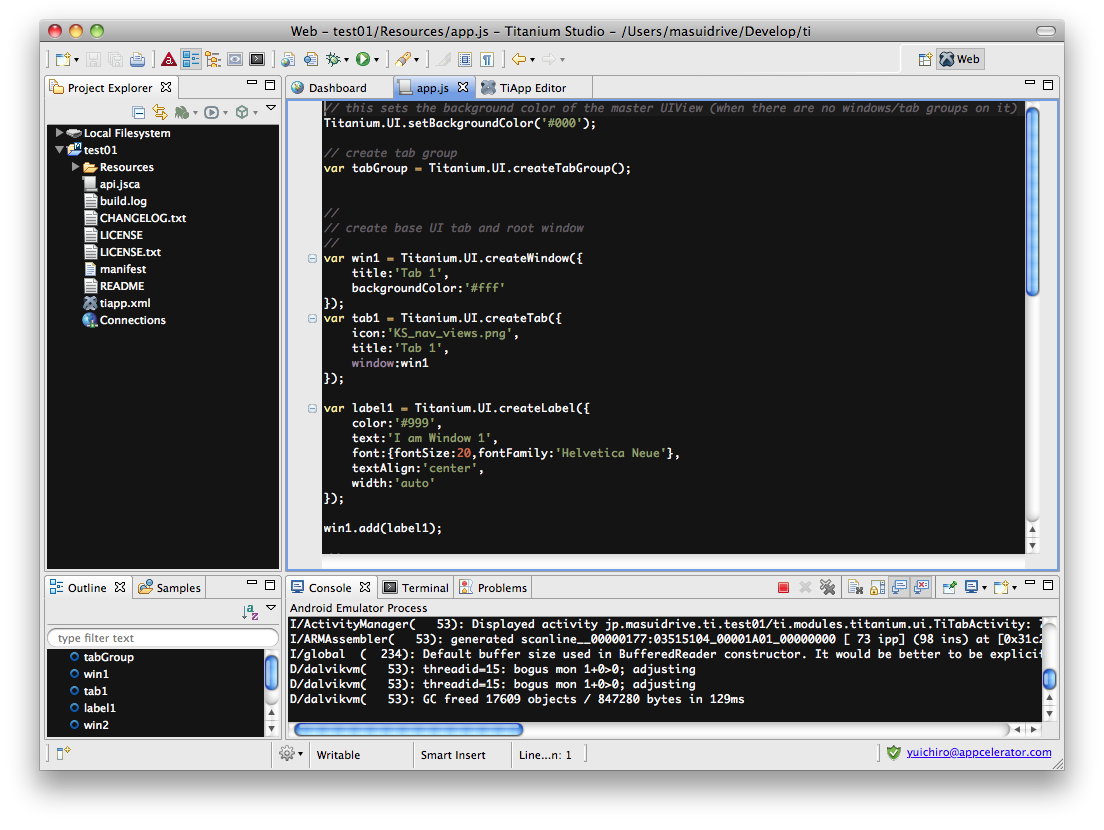 Web - test01/Resources/app.js - Titanium Studio - /Users/masuidrive/Develop/ti
Web
Project Explorer
Local Filesystem
test01
Resources
api.jsca
build.log
CHANGELOG.txt
LICENSE
LICENSE.txt
manifest
README
tiapp.xml
Connections
Dashboard
app.js
TiApp Editor
// this sets the background color of the master UIView (when there are no windows/tab groups on it)
Titanium.UI.setBackgroundColor('#000');
// create tab group
var tabGroup = Titanium.UI.createTabGroup();
//
// create base UI tab and root window
//
var win1 = Titanium.UI.createWindow({
title:'Tab 1',
backgroundColor:'#fff'
});
var tab1 = Titanium.UI.createTab({
icon:'KS_nav_views.png',
title:'Tab 1',
window:win1
});
var label1 = Titanium.UI.createLabel({
color:'#999',
text:'I am Window 1',
font:{fontSize:20,fontFamily:'Helvetica Neue'},
textAlign:'center',
width:'auto'
});
win1.add(label1);
Outline
Samples
type filter text
tabGroup
win1
tab1
label1
win2
Console
Terminal
Problems
Android Emulator Process
I/ActivityManager( 53): Displayed activity jp.masuidrive.ti.test01/ti.modules.titanium.ui.TiTabActivity:
I/ARMAssembler( 53): generated scanline__00000177:03515104_00001A01_00000000 [ 73 ipp] (98 ins) at [0x31c2
I/global ( 234): Default buffer size used in BufferedReader constructor. It would be better to be explicit
D/dalvikvm( 53): threadid=15: bogus mon 1+0>0; adjusting
D/dalvikvm( 53): threadid=15: bogus mon 1+0>0; adjusting
D/dalvikvm( 53): GC freed 17609 objects / 847280 bytes in 129ms
Writable
Smart Insert
Line...n: 1
yuichiro@appcelerator.com